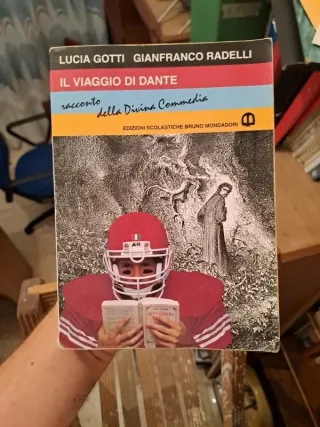 LUCIA GOTTI GIANFRANCO RADELLI
IL VIAGGIO DI DANTE
racconto
della Divina Commedia
EDIZIONI SCOLASTICHE BRUNO MONDADORI